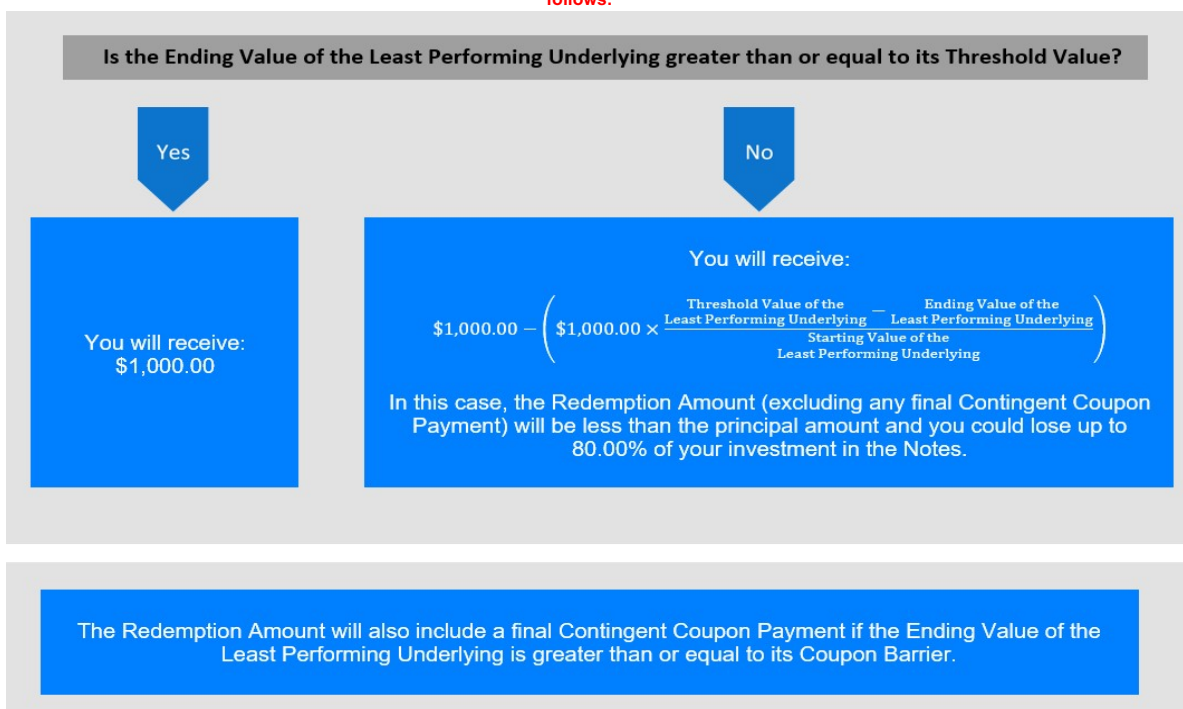 follows:
Is the Ending Value of the Least Performing Underlying greater than or equal to its Threshold Value?
Yes
No
You will receive:
$1,000.00
You will receive:
$1,000.00 − ( $1,000.00 × (Threshold Value of the Least Performing Underlying − Ending Value of the Least Performing Underlying) / Starting Value of the Least Performing Underlying )
In this case, the Redemption Amount (excluding any final Contingent Coupon
Payment) will be less than the principal amount and you could lose up to
80.00% of your investment in the Notes.
The Redemption Amount will also include a final Contingent Coupon Payment if the Ending Value of the
Least Performing Underlying is greater than or equal to its Coupon Barrier.